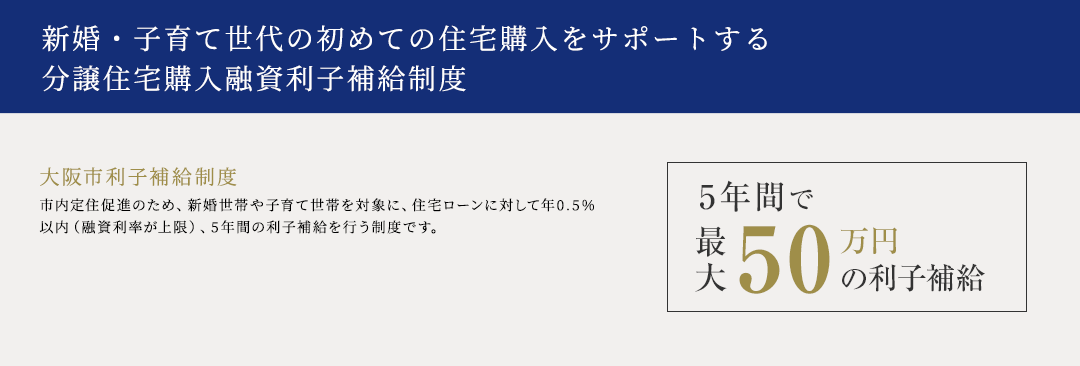 新婚・子育て世代の初めての住宅購入をサポートする
分譲住宅購入融資利子補給制度
大阪市利子補給制度
市内定住促進のため、新婚世帯や子育て世帯を対象に、住宅ローンに対して年0.5%
以内（融資利率が上限）、5年間の利子補給を行う制度です。
5年間で
最大50万円
の利子補給